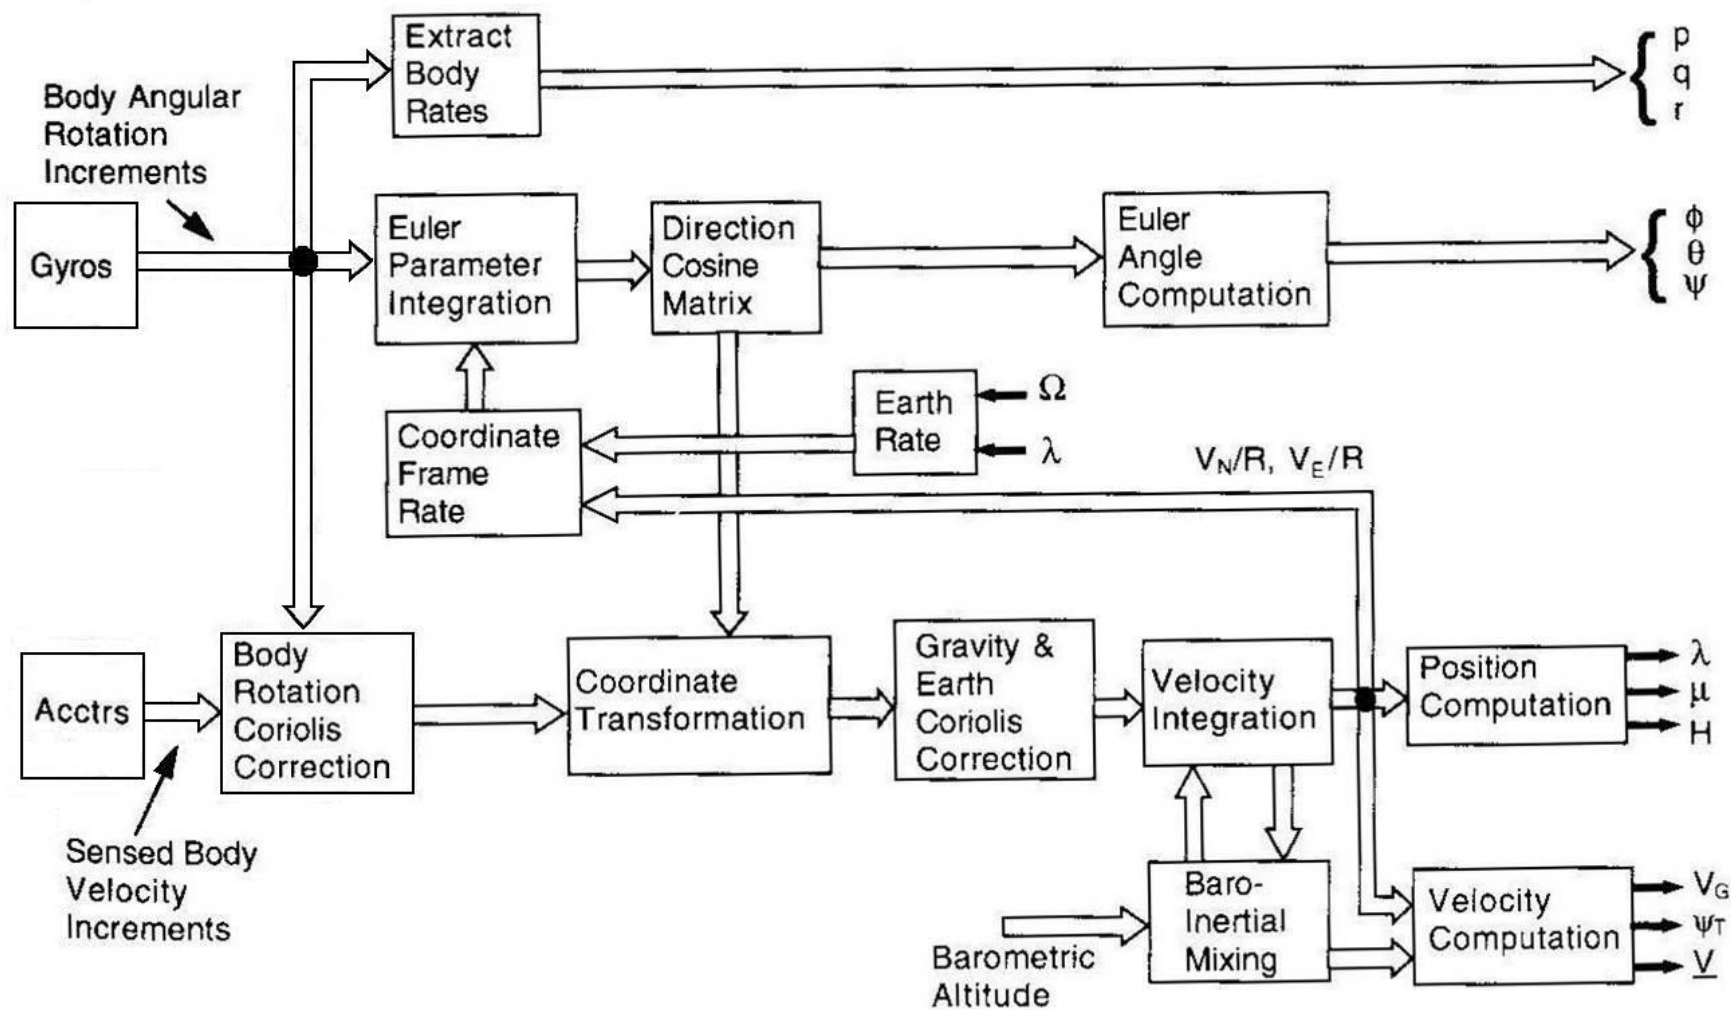 Extract
Body
Rates
p
q
r
Body Angular
Rotation
Increments
Gyros
Euler
Parameter
Integration
Direction
Cosine
Matrix
Euler
Angle
Computation
ϕ
θ
ψ
Earth
Rate
Ω
λ
Coordinate
Frame
Rate
V_N/R, V_E/R
Acctrs
Body
Rotation
Coriolis
Correction
Coordinate
Transformation
Gravity &
Earth
Coriolis
Correction
Velocity
Integration
Position
Computation
λ
μ
H
Sensed Body
Velocity
Increments
Barometric
Altitude
Baro-
Inertial
Mixing
Velocity
Computation
V_G
ψ_T
V